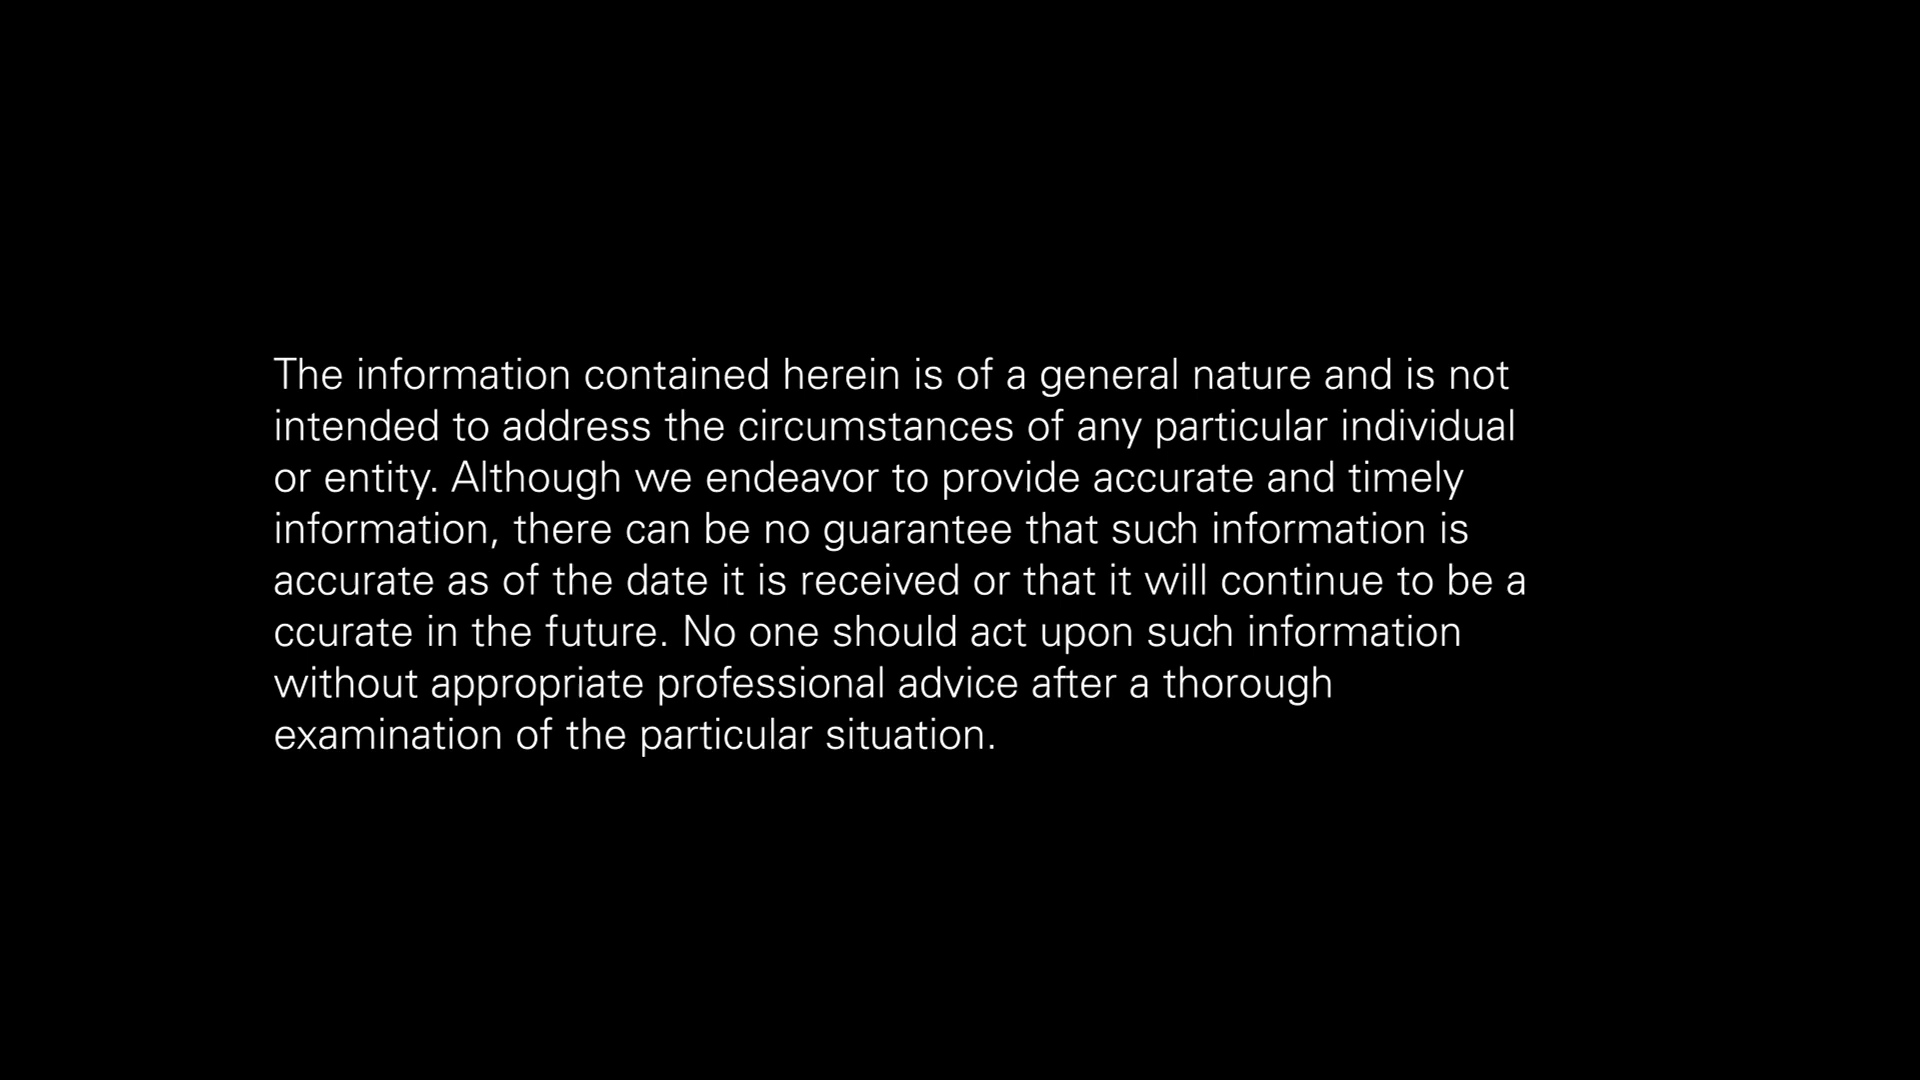 The information contained herein is of a general nature and is not
intended to address the circumstances of any particular individual
or entity. Although we endeavor to provide accurate and timely
information, there can be no guarantee that such information is
accurate as of the date it is received or that it will continue to be a
ccurate in the future. No one should act upon such information
without appropriate professional advice after a thorough
examination of the particular situation.